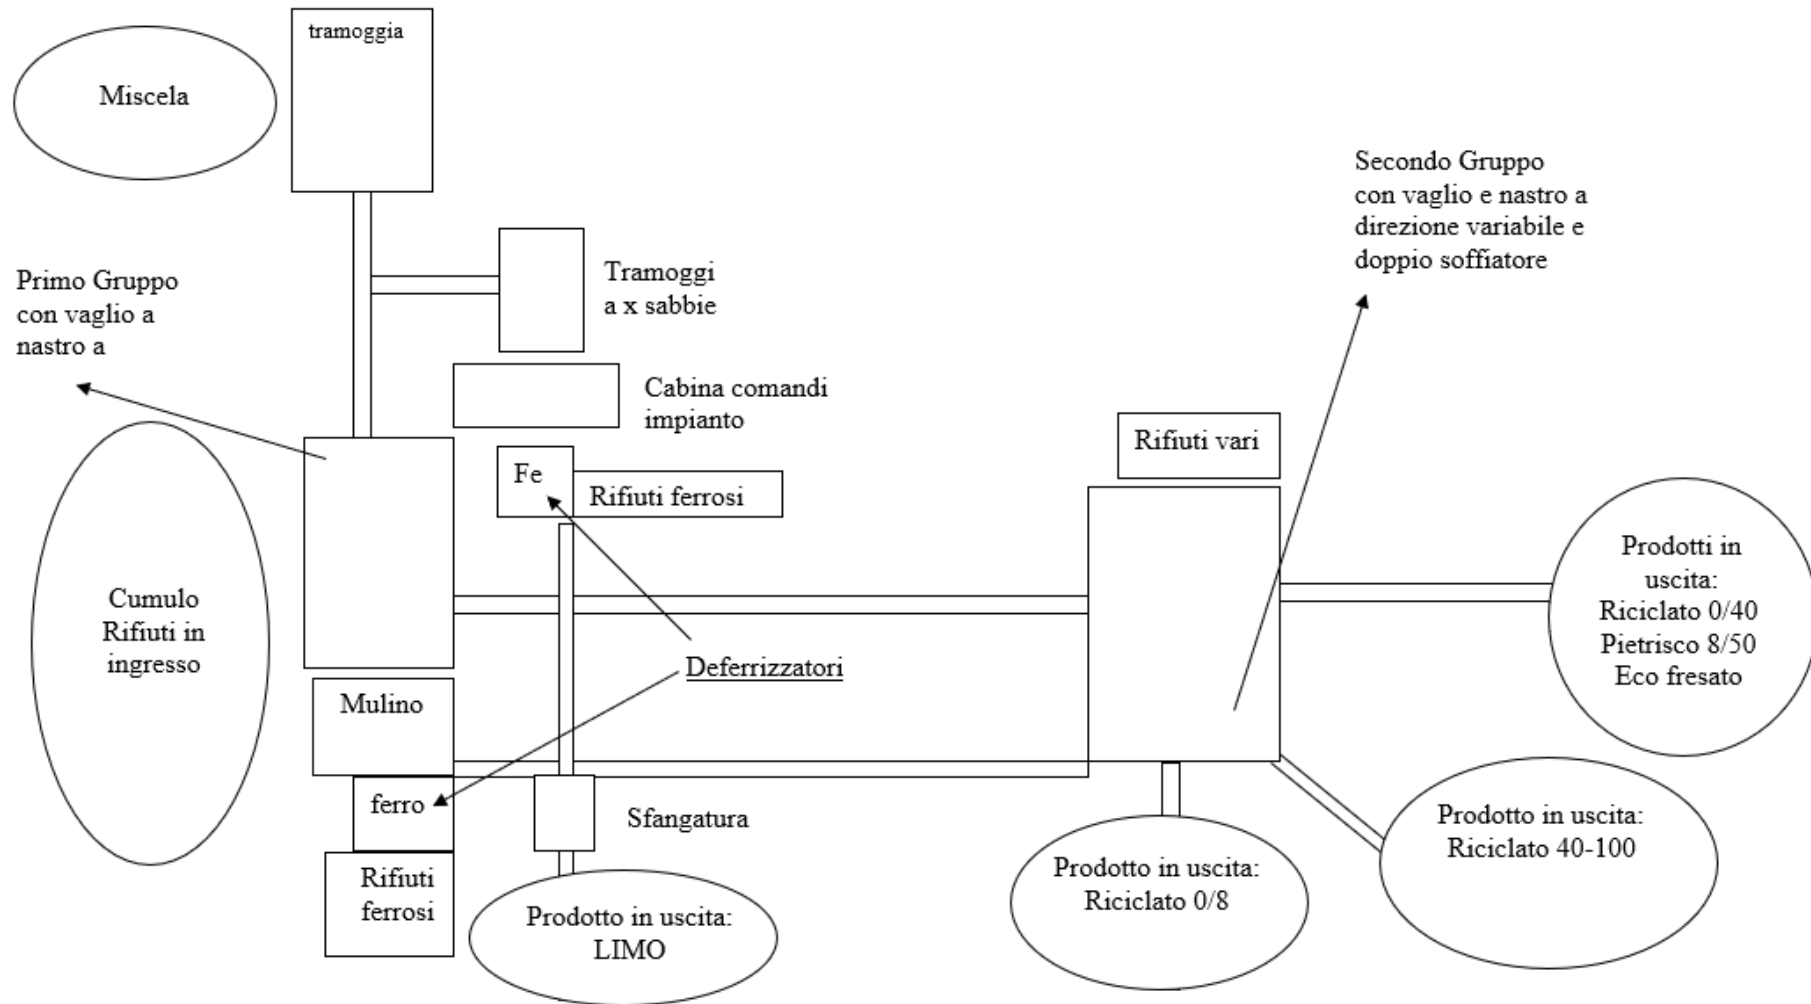 tramoggia
Miscela
Secondo Gruppo
con vaglio e nastro a
direzione variabile e
doppio soffiatore
Primo Gruppo
con vaglio a
nastro a
Tramoggi
a x sabbie
Cabina comandi
impianto
Rifiuti vari
Fe
Rifiuti ferrosi
Prodotti in
uscita:
Riciclato 0/40
Pietrisco 8/50
Eco fresato
Cumulo
Rifiuti in
ingresso
Deferrizzatori
Mulino
ferro
Sfangatura
Prodotto in uscita:
Riciclato 40-100
Rifiuti
ferrosi
Prodotto in uscita:
Riciclato 0/8
Prodotto in uscita:
LIMO